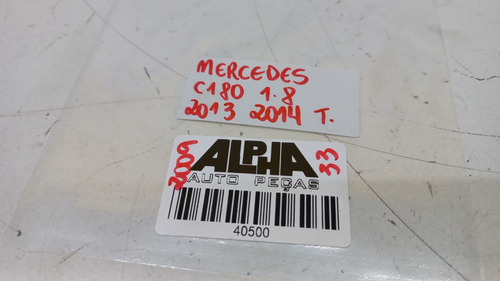 MERCEDES
C180 1.8
2013 2014 T.
2009
ALPHA
33
AUTO PEÇAS
40500